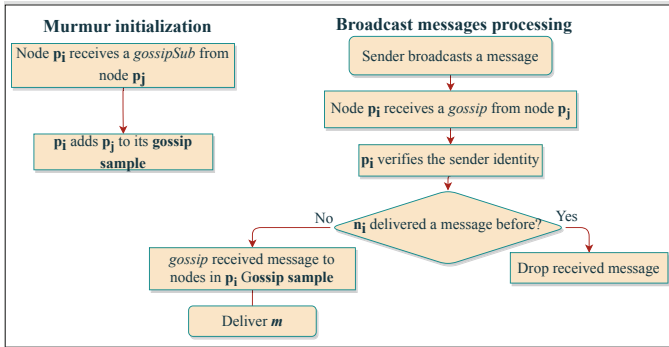 Murmur initialization
Node pi receives a gossipSub from
node pj
pi adds pj to its gossip
sample
Broadcast messages processing
Sender broadcasts a message
Node pi receives a gossip from node pj
pi verifies the sender identity
ni delivered a message before?
No
Yes
gossip received message to
nodes in pi Gossip sample
Drop received message
Deliver m